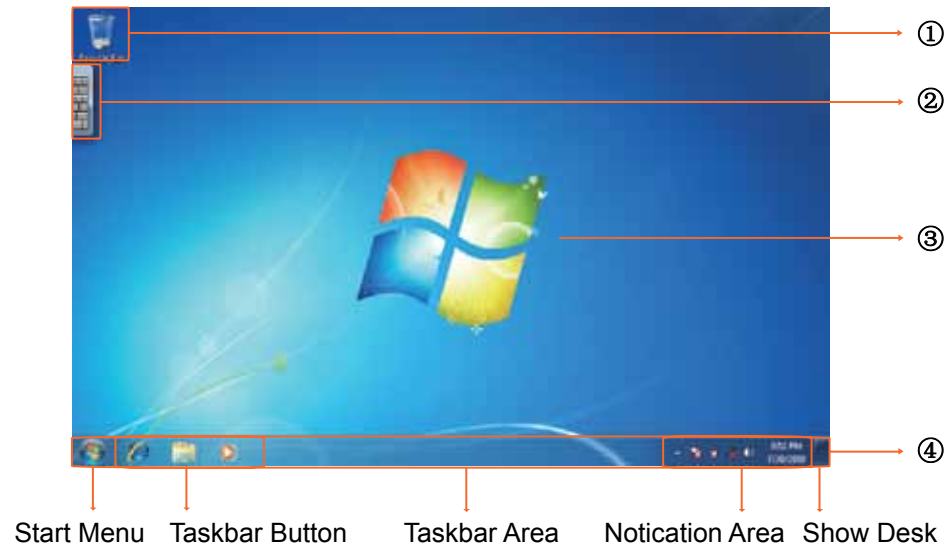 ①
②
③
④
Start Menu Taskbar Button Taskbar Area Notication Area Show Desk